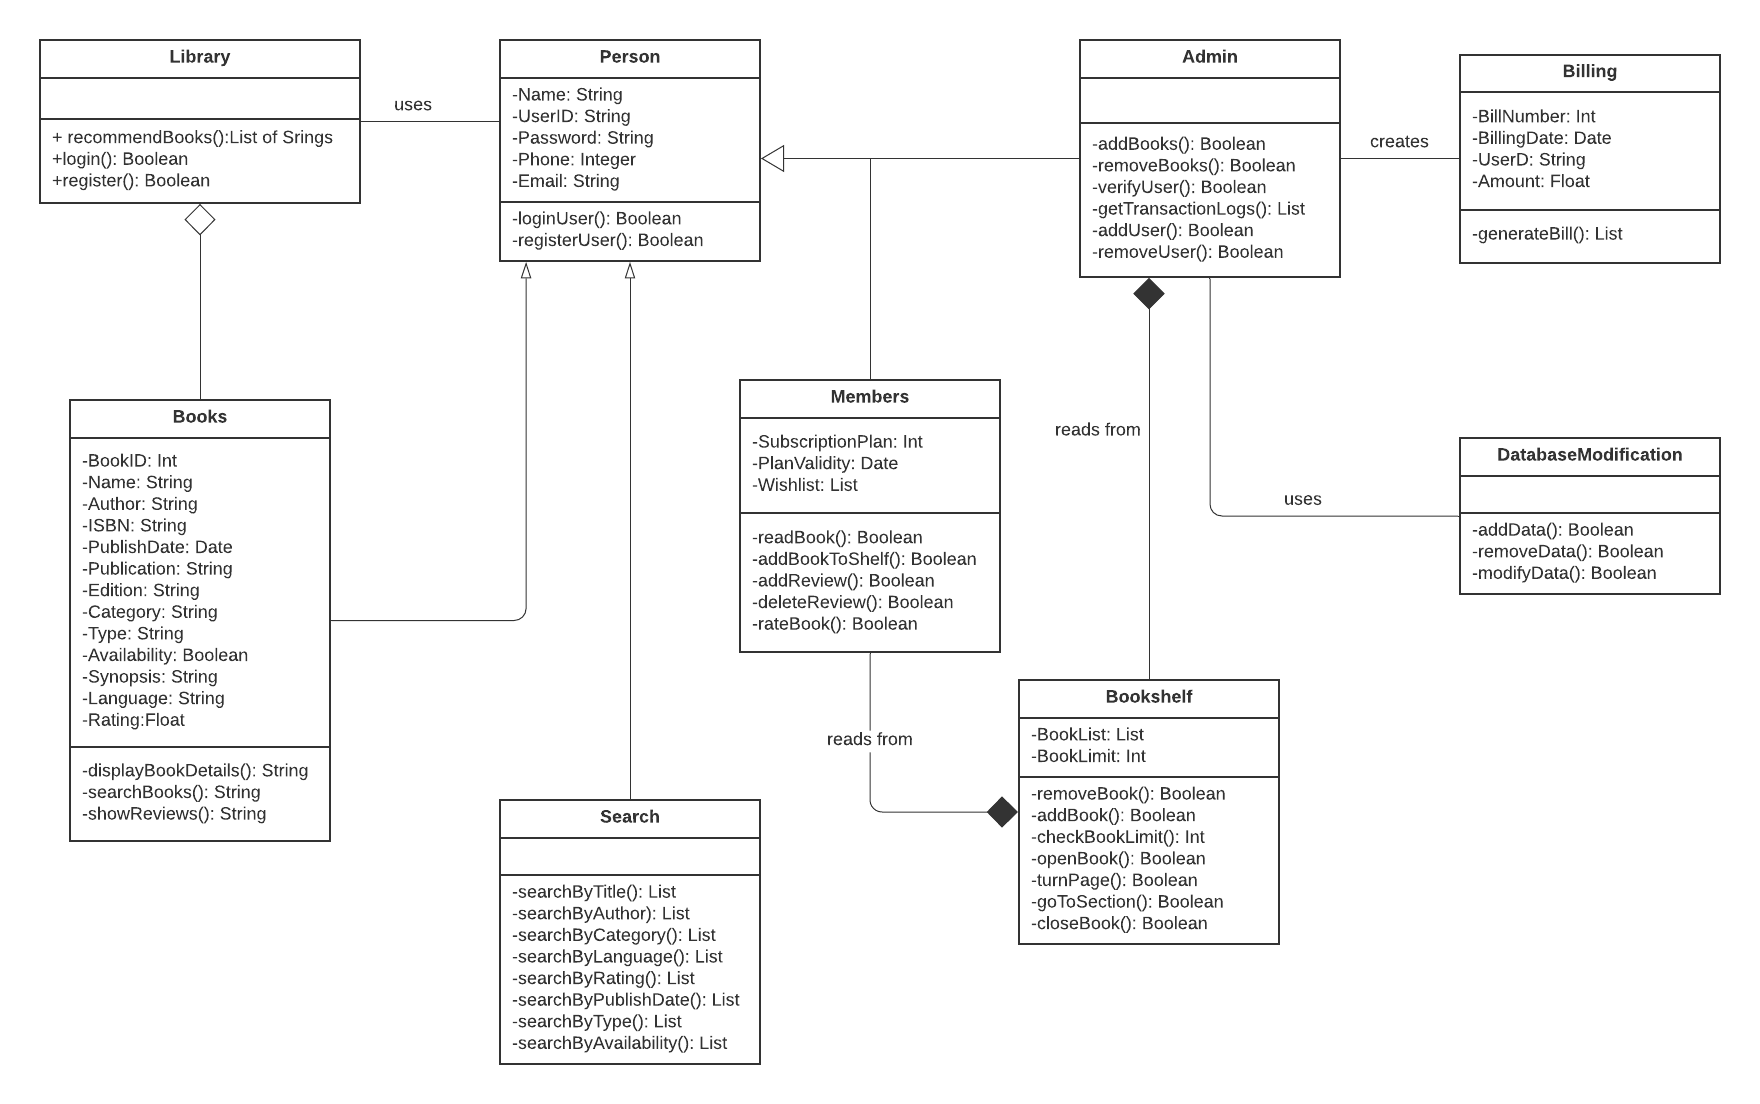 Library
+ recommendBooks():List of Srings
+login(): Boolean
+register(): Boolean
uses
Person
-Name: String
-UserID: String
-Password: String
-Phone: Integer
-Email: String
-loginUser(): Boolean
-registerUser(): Boolean
Admin
-addBooks(): Boolean
-removeBooks(): Boolean
-verifyUser(): Boolean
-getTransactionLogs(): List
-addUser(): Boolean
-removeUser(): Boolean
creates
Billing
-BillNumber: Int
-BillingDate: Date
-UserD: String
-Amount: Float
-generateBill(): List
Books
-BookID: Int
-Name: String
-Author: String
-ISBN: String
-PublishDate: Date
-Publication: String
-Edition: String
-Category: String
-Type: String
-Availability: Boolean
-Synopsis: String
-Language: String
-Rating:Float
-displayBookDetails(): String
-searchBooks(): String
-showReviews(): String
Members
-SubscriptionPlan: Int
-PlanValidity: Date
-Wishlist: List
-readBook(): Boolean
-addBookToShelf(): Boolean
-addReview(): Boolean
-deleteReview(): Boolean
-rateBook(): Boolean
reads from
uses
DatabaseModification
-addData(): Boolean
-removeData(): Boolean
-modifyData(): Boolean
reads from
Bookshelf
-BookList: List
-BookLimit: Int
-removeBook(): Boolean
-addBook(): Boolean
-checkBookLimit(): Int
-openBook(): Boolean
-turnPage(): Boolean
-goToSection(): Boolean
-closeBook(): Boolean
Search
-searchByTitle(): List
-searchByAuthor): List
-searchByCategory(): List
-searchByLanguage(): List
-searchByRating(): List
-searchByPublishDate(): List
-searchByType(): List
-searchByAvailability(): List